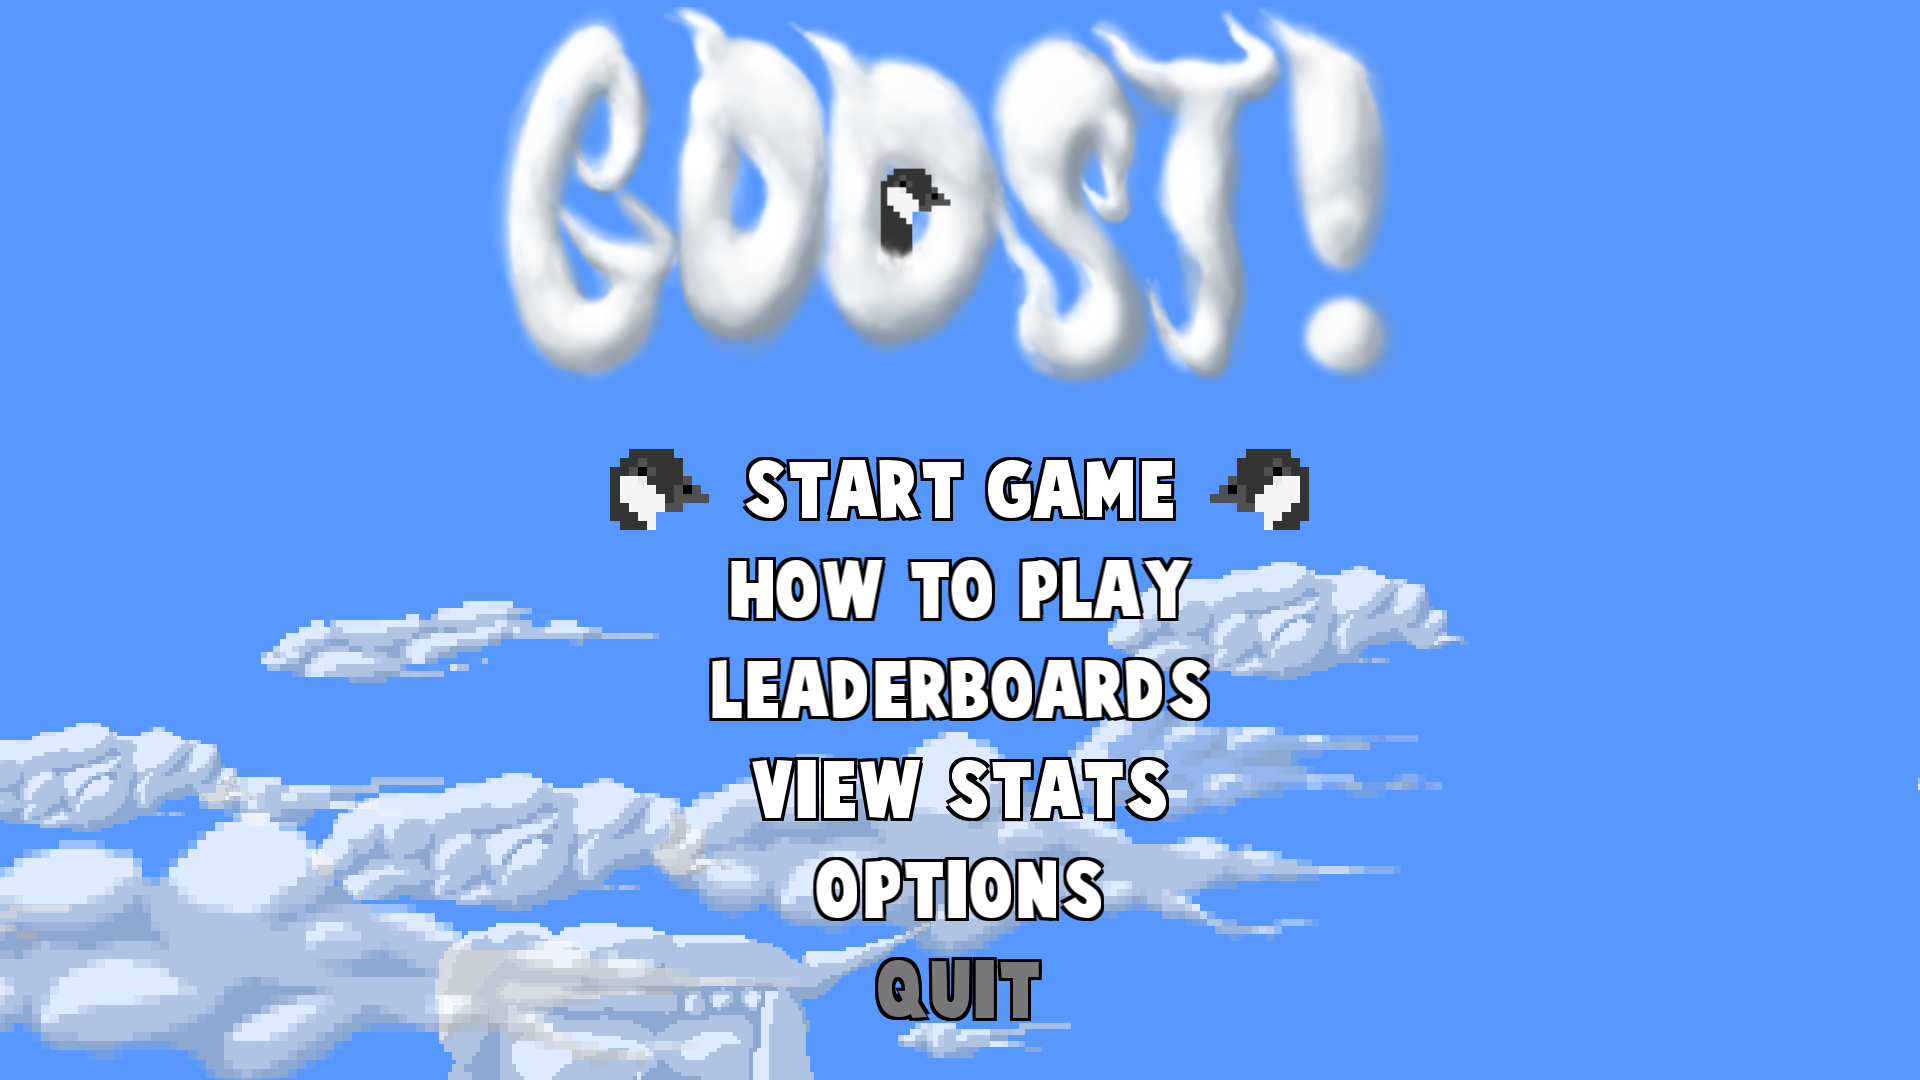 GOOST!
START GAME
HOW TO PLAY
LEADERBOARDS
VIEW STATS
OPTIONS
QUIT